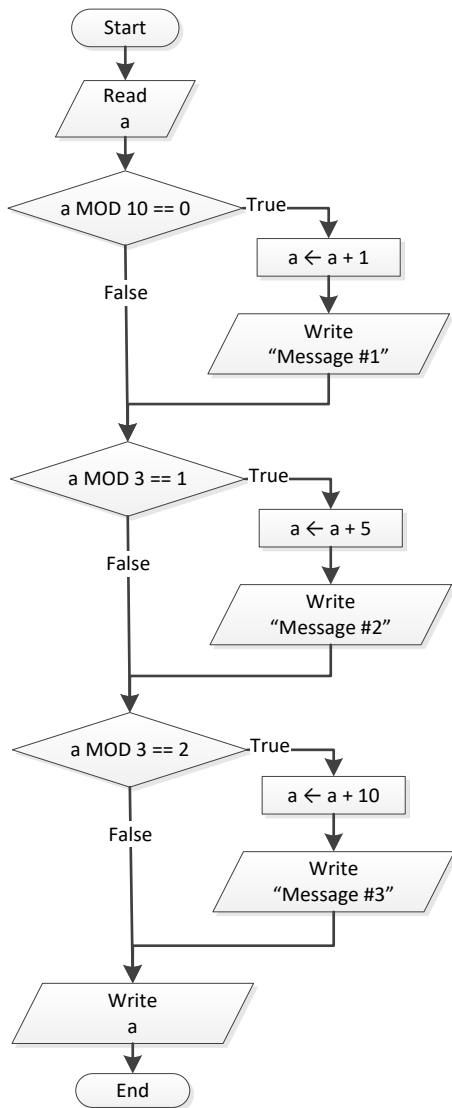 Start
Read
a
a MOD 10 == 0
True
a ← a + 1
False
Write
“Message #1”
a MOD 3 == 1
True
a ← a + 5
False
Write
“Message #2”
a MOD 3 == 2
True
a ← a + 10
False
Write
“Message #3”
Write
a
End